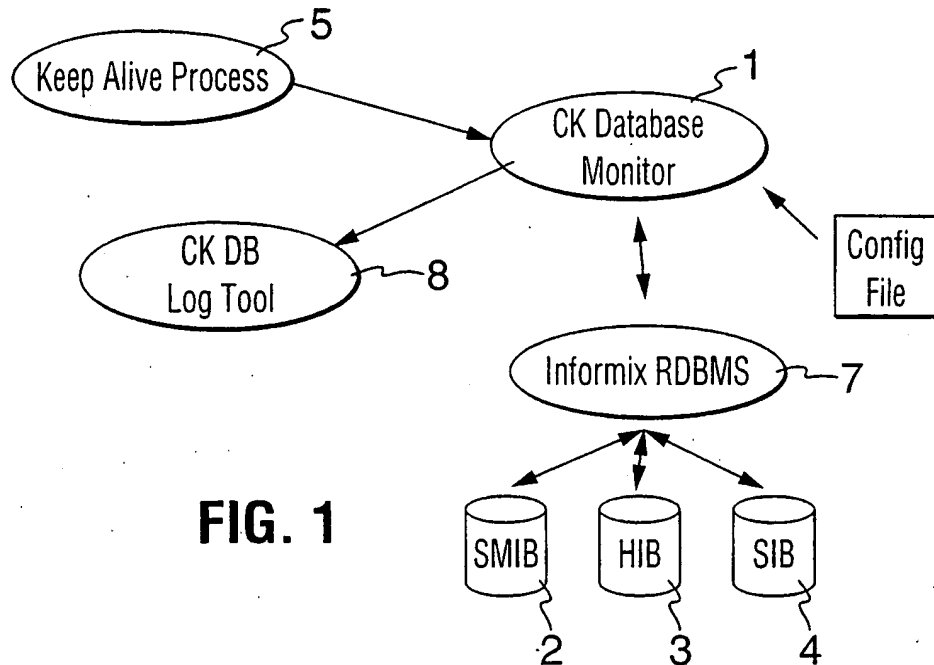 5
Keep Alive Process
1
CK Database
Monitor
CK DB
Log Tool
8
Config
File
Informix RDBMS
7
FIG. 1
SMIB
HIB
SIB
2
3
4